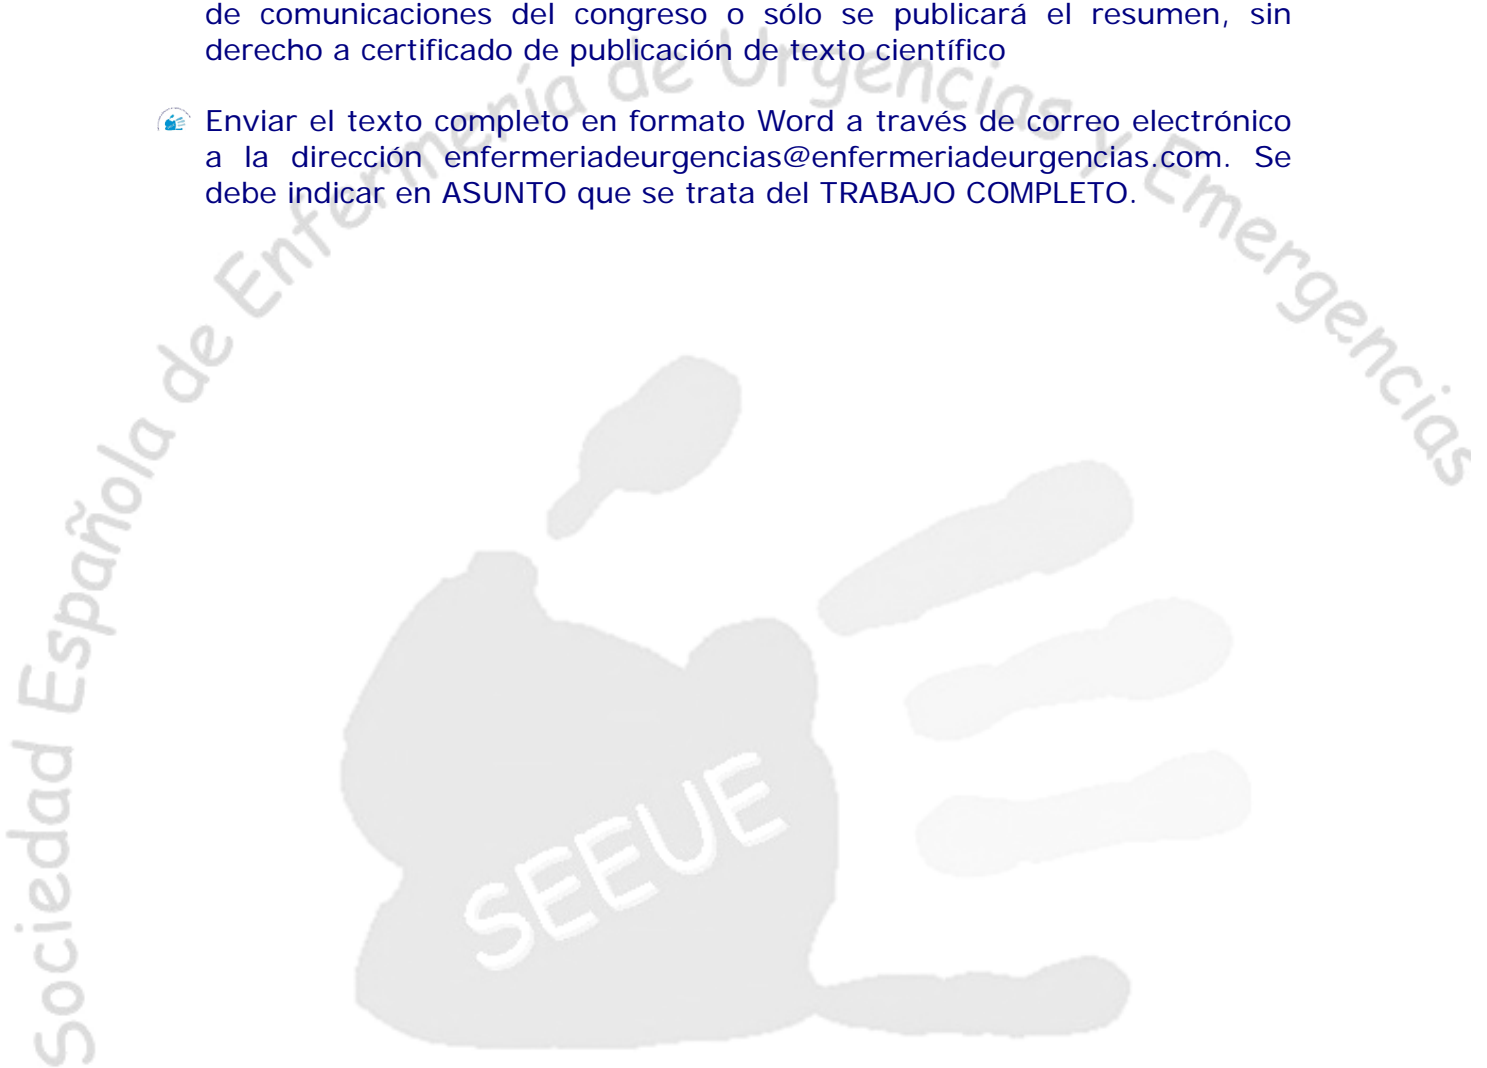 de comunicaciones del congreso o sólo se publicará el resumen, sin
derecho a certificado de publicación de texto científico
Enviar el texto completo en formato Word a través de correo electrónico
a la dirección enfermeriadeurgencias@enfermeriadeurgencias.com. Se
debe indicar en ASUNTO que se trata del TRABAJO COMPLETO.
Sociedad Española de Enfermería de Urgencias y Emergencias
SEEUE